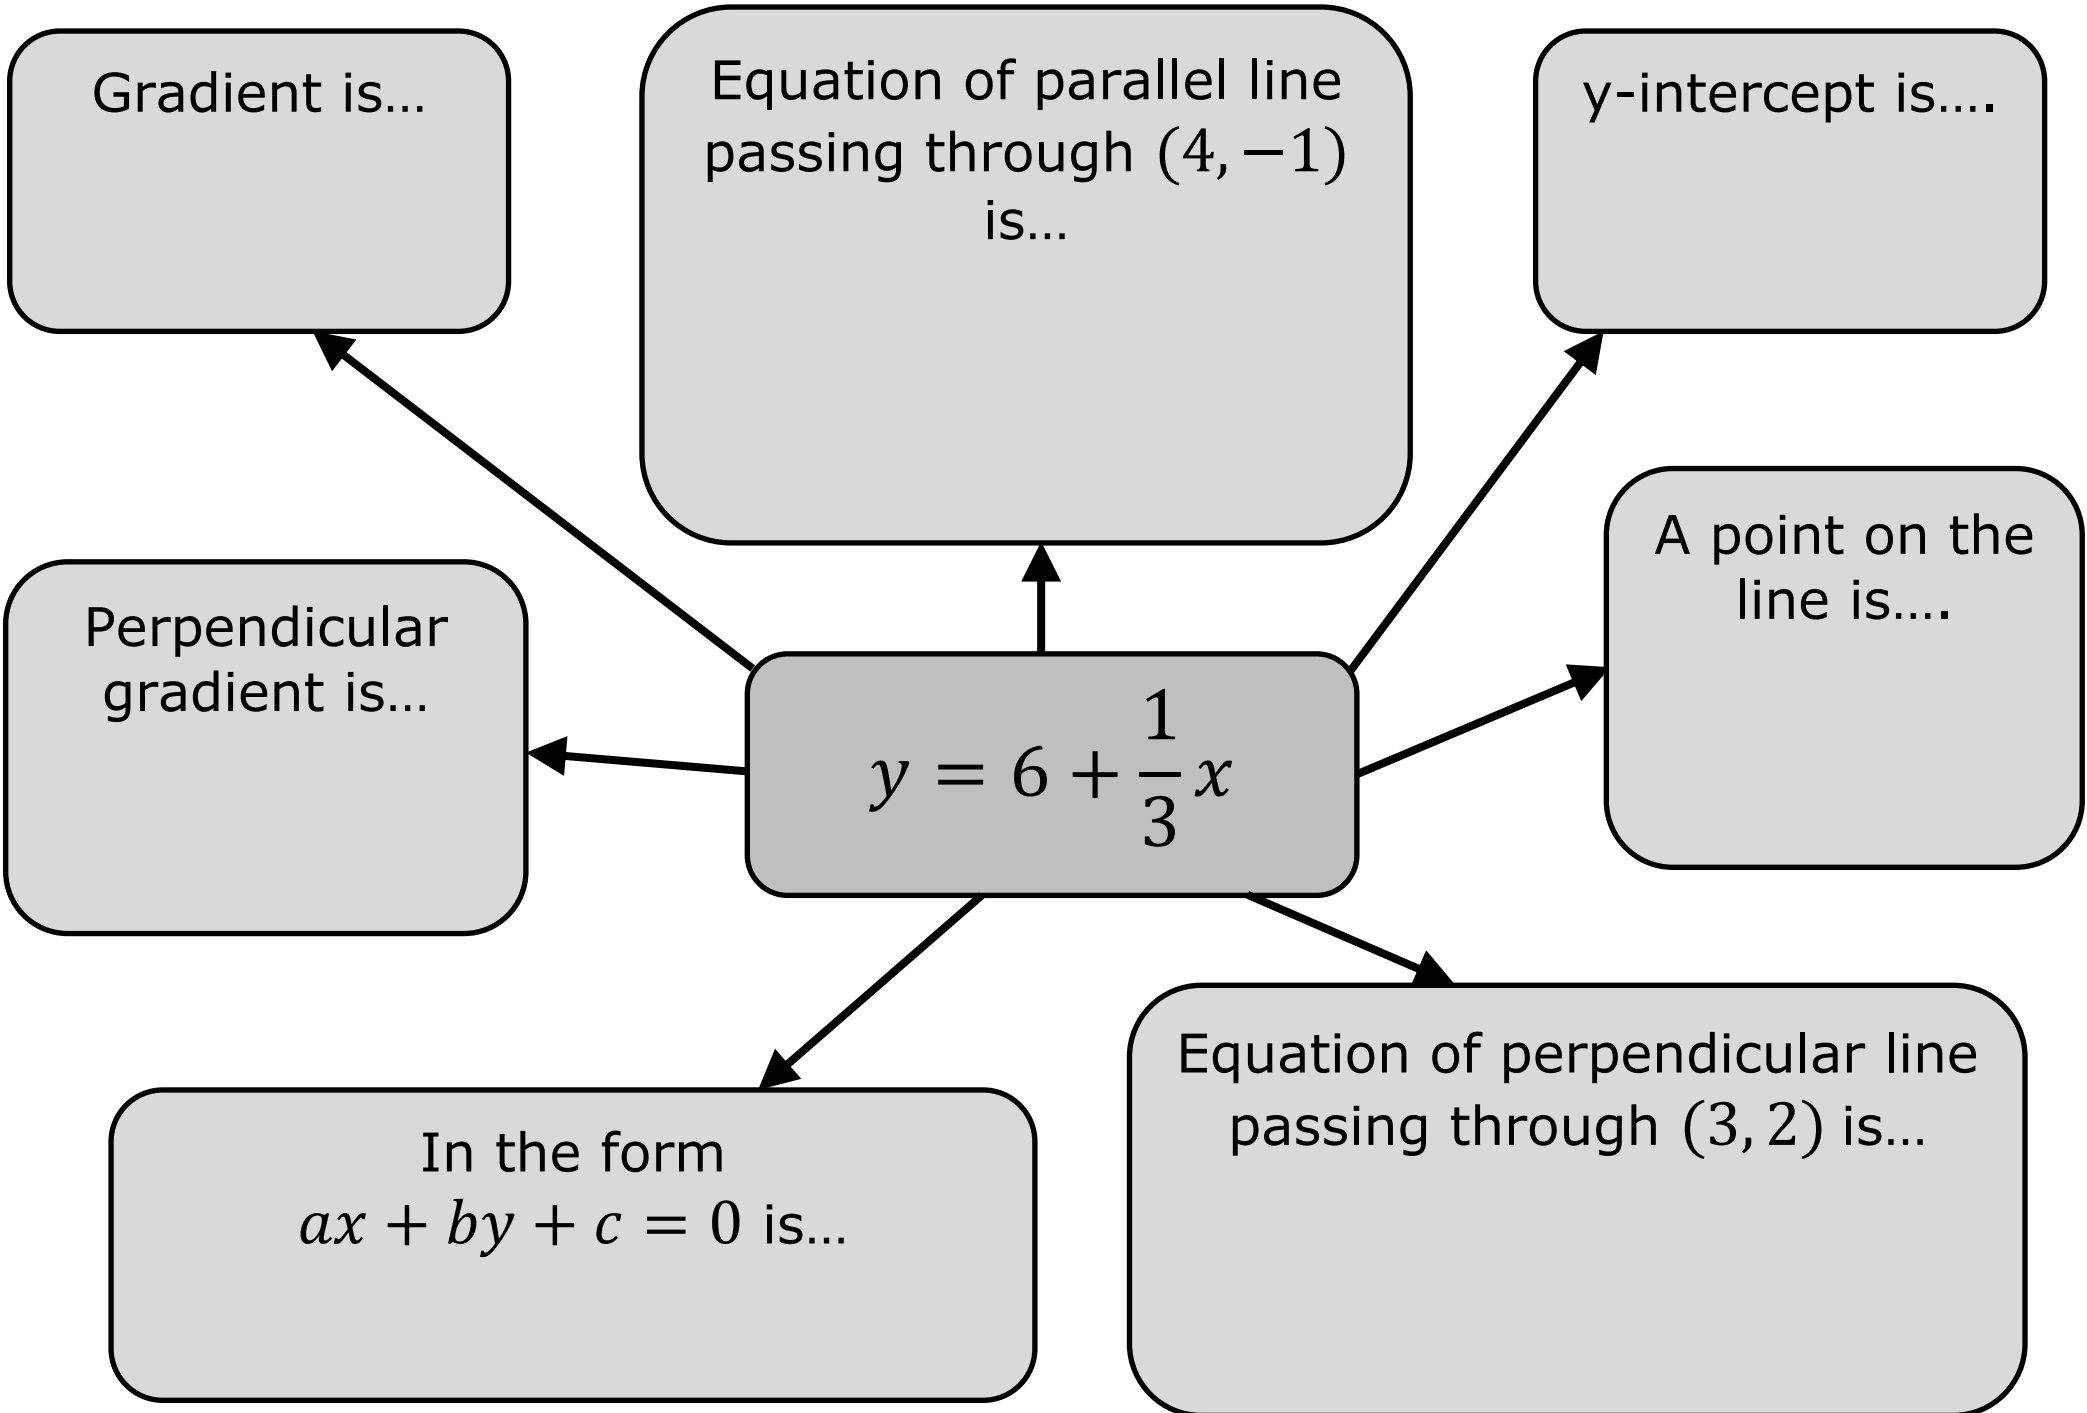 Gradient is…
Equation of parallel line
passing through (4, −1)
is…
y-intercept is….
A point on the
line is….
Perpendicular
gradient is…
y = 6 + \frac{1}{3}x
In the form
ax + by + c = 0 is…
Equation of perpendicular line
passing through (3, 2) is…